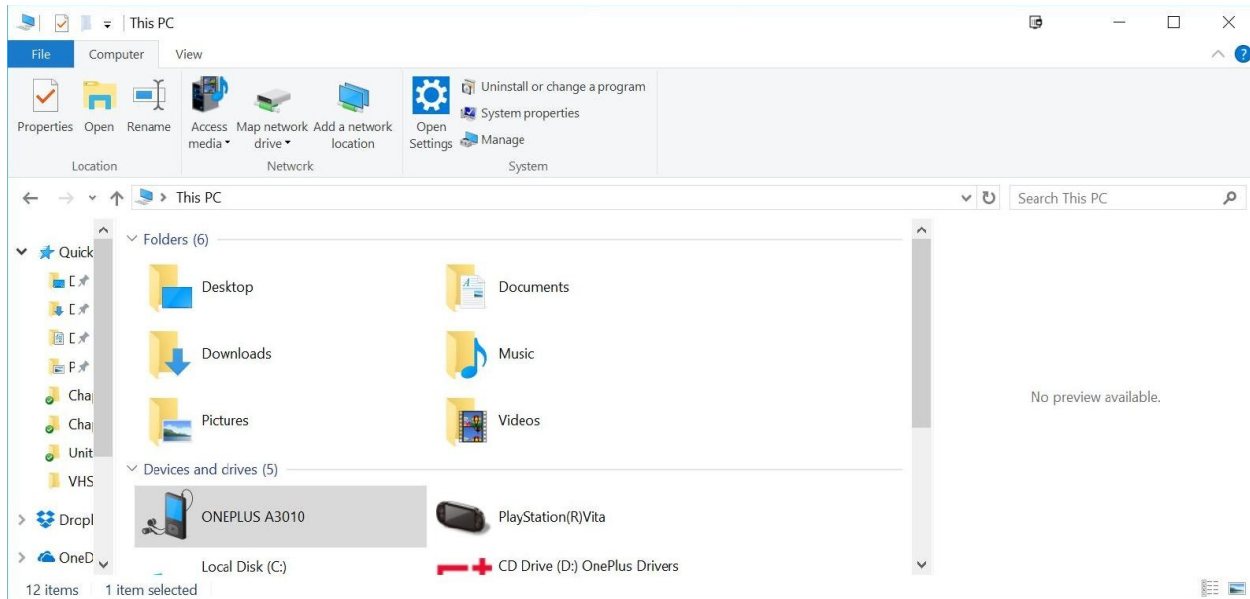 This PC
File Computer View
Properties Open Rename Access media Map network drive Add a network location Open Settings
Uninstall or change a program
System properties
Manage
Location Network System
This PC Search This PC
Quick
Folders (6)
Desktop Documents
Downloads Music
P
Cha
Pictures Videos
Cha
Unit
VHS
No preview available.
Devices and drives (5)
ONEPLUS A3010 PlayStation(R)Vita
Dropl
OneD
Local Disk (C:) CD Drive (D:) OnePlus Drivers
12 items 1 item selected